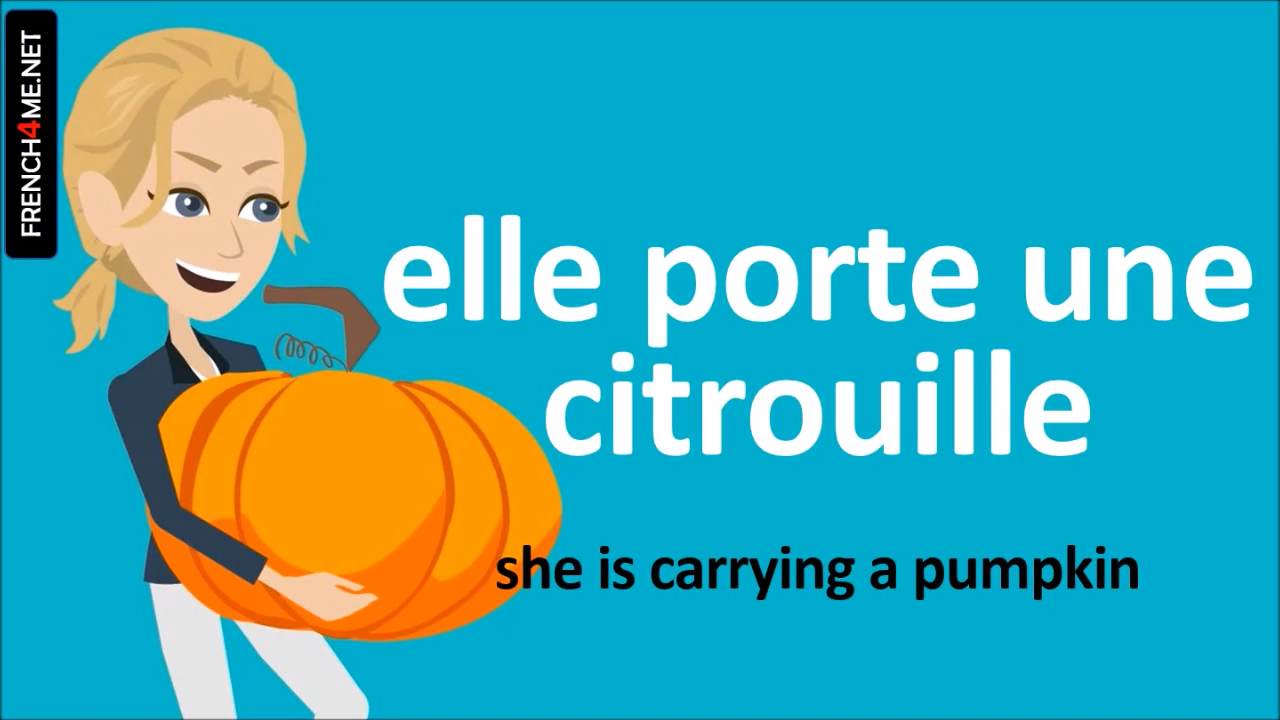 FRENCH4ME.NET
elle porte une
citrouille
she is carrying a pumpkin